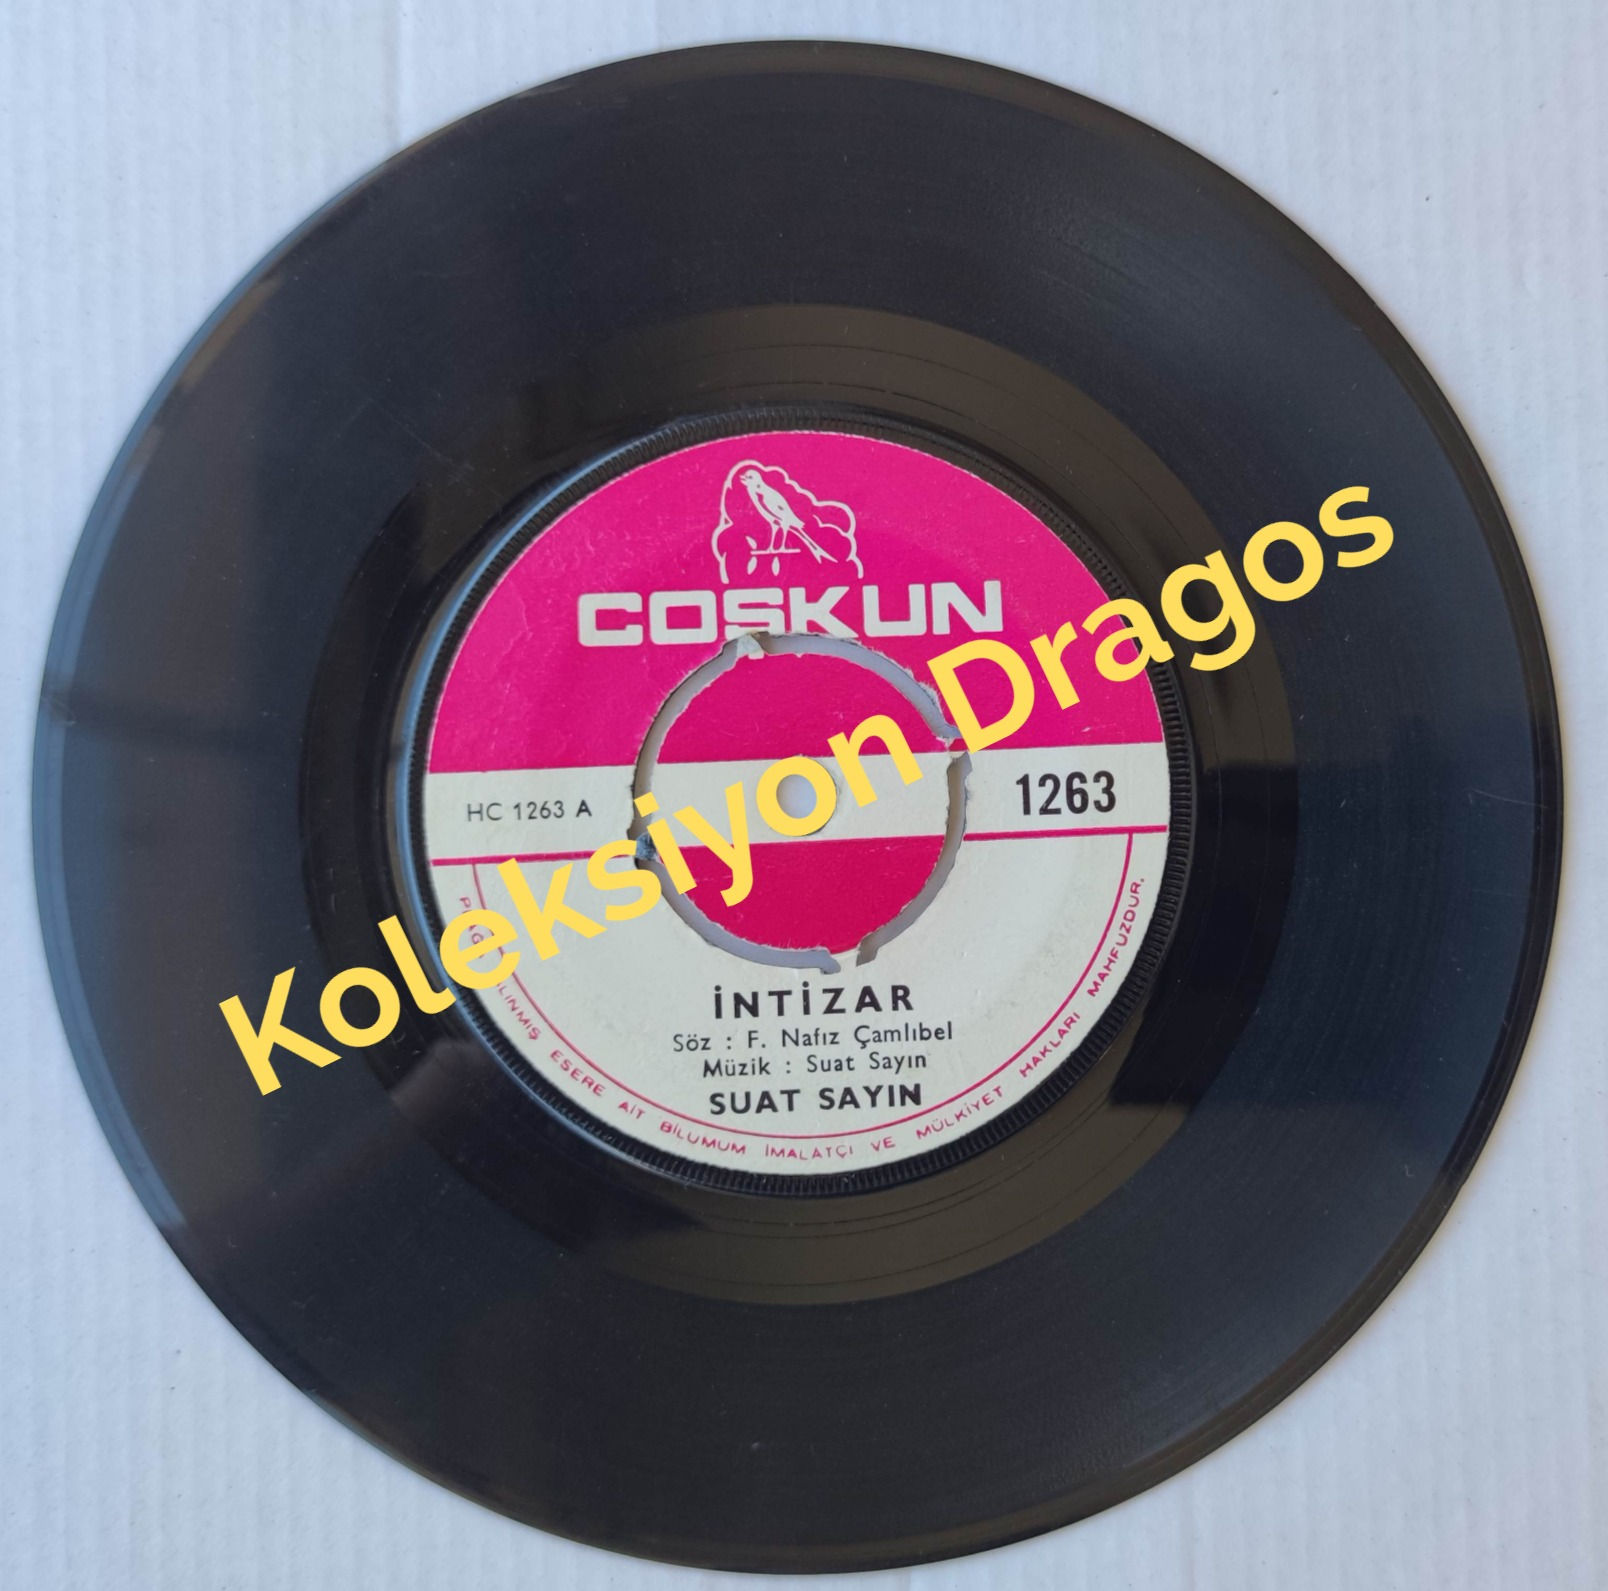 COŞKUN
HC 1263 A
1263
İNTİZAR
Söz : F. Nafız Çamlıbel
Müzik : Suat Sayın
SUAT SAYIN
ESERE AİT BİLUMUM İMALATÇI VE MÜLKİYET HAKLARI MAHFUZDUR.
Koleksiyon Dragos